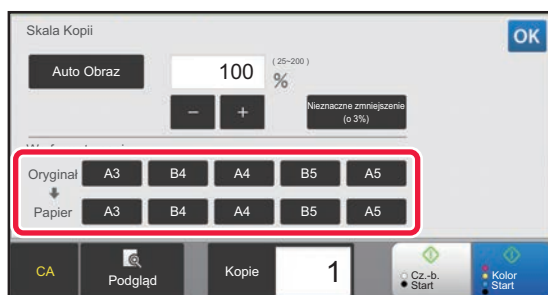 Skala Kopii
OK
Auto Obraz
100
(25~200)
%
- +
Nieznaczne zmniejszenie
(o 3%)
Oryginał A3 B4 A4 B5 A5
Papier A3 B4 A4 B5 A5
CA
Podgląd
Kopie
1
Cz.-b.
Start
Kolor
Start